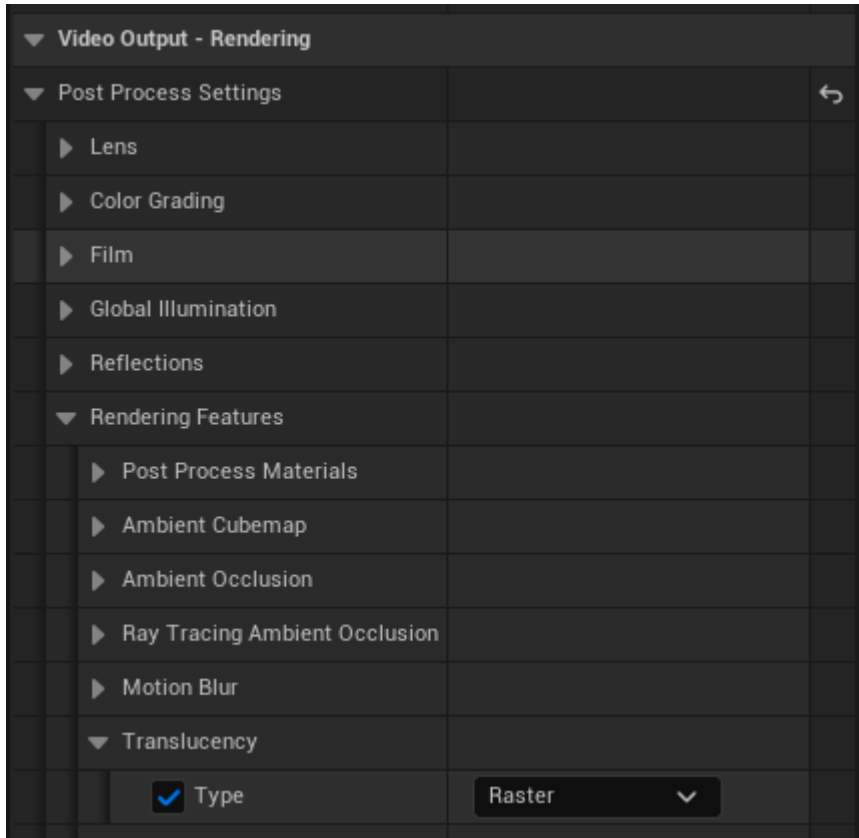 Video Output - Rendering
Post Process Settings
Lens
Color Grading
Film
Global Illumination
Reflections
Rendering Features
Post Process Materials
Ambient Cubemap
Ambient Occlusion
Ray Tracing Ambient Occlusion
Motion Blur
Translucency
Type Raster